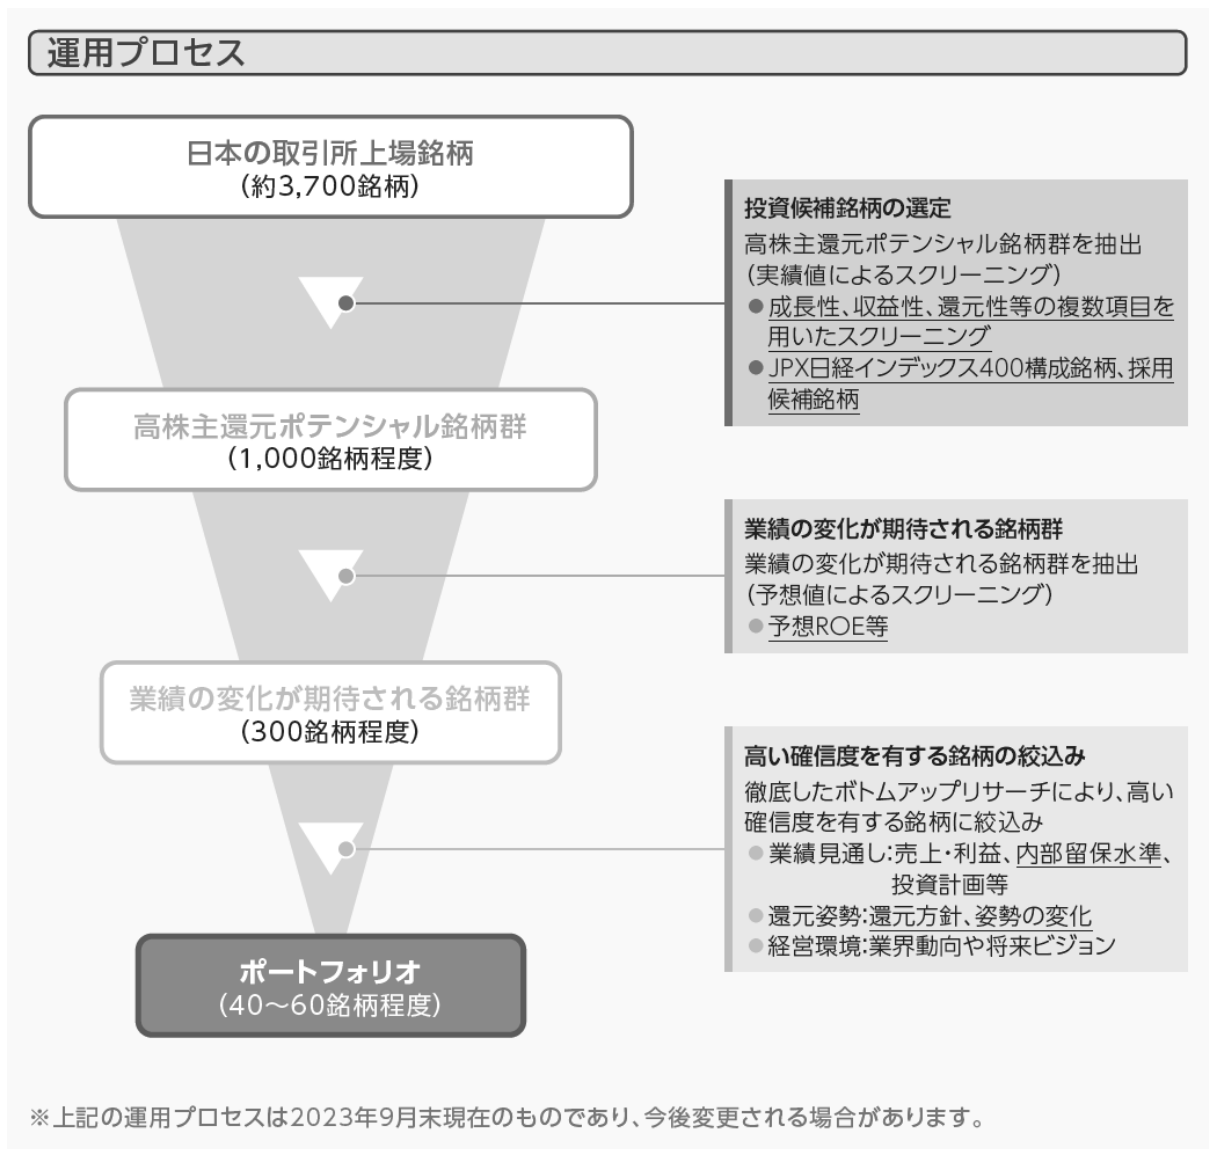 運用プロセス
日本の取引所上場銘柄
(約3,700銘柄)
投資候補銘柄の選定
高株主還元ポテンシャル銘柄群を抽出
(実績値によるスクリーニング)
●成長性、収益性、還元性等の複数項目を
用いたスクリーニング
●JPX日経インデックス400構成銘柄、採用
候補銘柄
高株主還元ポテンシャル銘柄群
(1,000銘柄程度)
業績の変化が期待される銘柄群
業績の変化が期待される銘柄群を抽出
(予想値によるスクリーニング)
●予想ROE等
業績の変化が期待される銘柄群
(300銘柄程度)
高い確信度を有する銘柄の絞込み
徹底したボトムアップリサーチにより、高い
確信度を有する銘柄に絞込み
●業績見通し:売上・利益、内部留保水準、
投資計画等
●還元姿勢:還元方針、姿勢の変化
●経営環境:業界動向や将来ビジョン
ポートフォリオ
(40～60銘柄程度)
※上記の運用プロセスは2023年9月末現在のものであり、今後変更される場合があります。